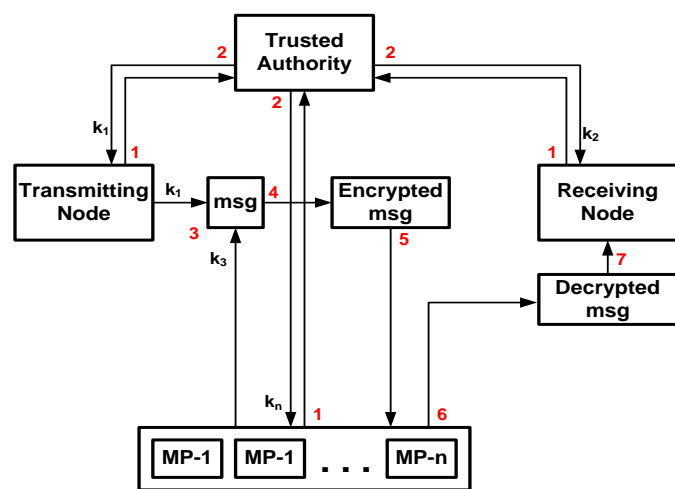 Trusted
Authority
2
2
2
k₁
1
k₂
1
Transmitting
Node
k₁
msg
4
Encrypted
msg
Receiving
Node
3
5
k₃
7
Decrypted
msg
kₙ
1
6
MP-1
MP-1
. . .
MP-n